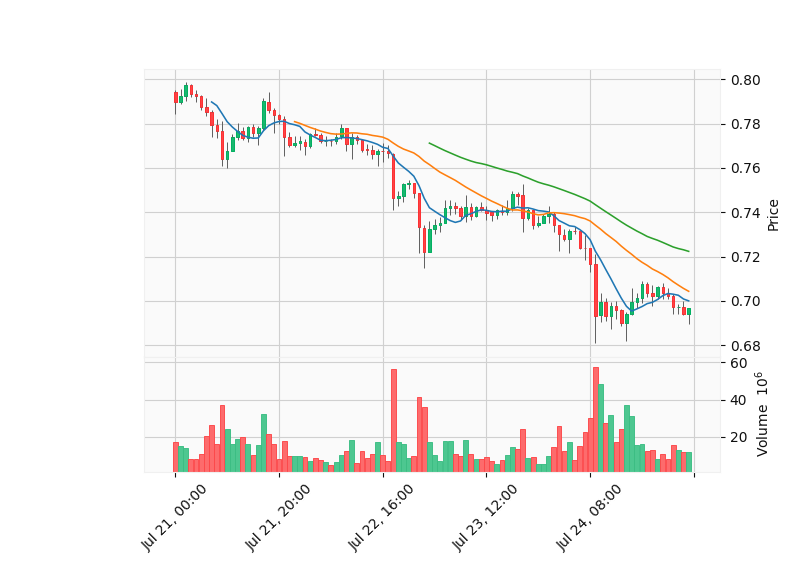 0.80
0.78
0.76
0.74
0.72
0.70
0.68
Price
60
40
20
Volume 10⁶
Jul 21, 00:00
Jul 21, 20:00
Jul 22, 16:00
Jul 23, 12:00
Jul 24, 08:00